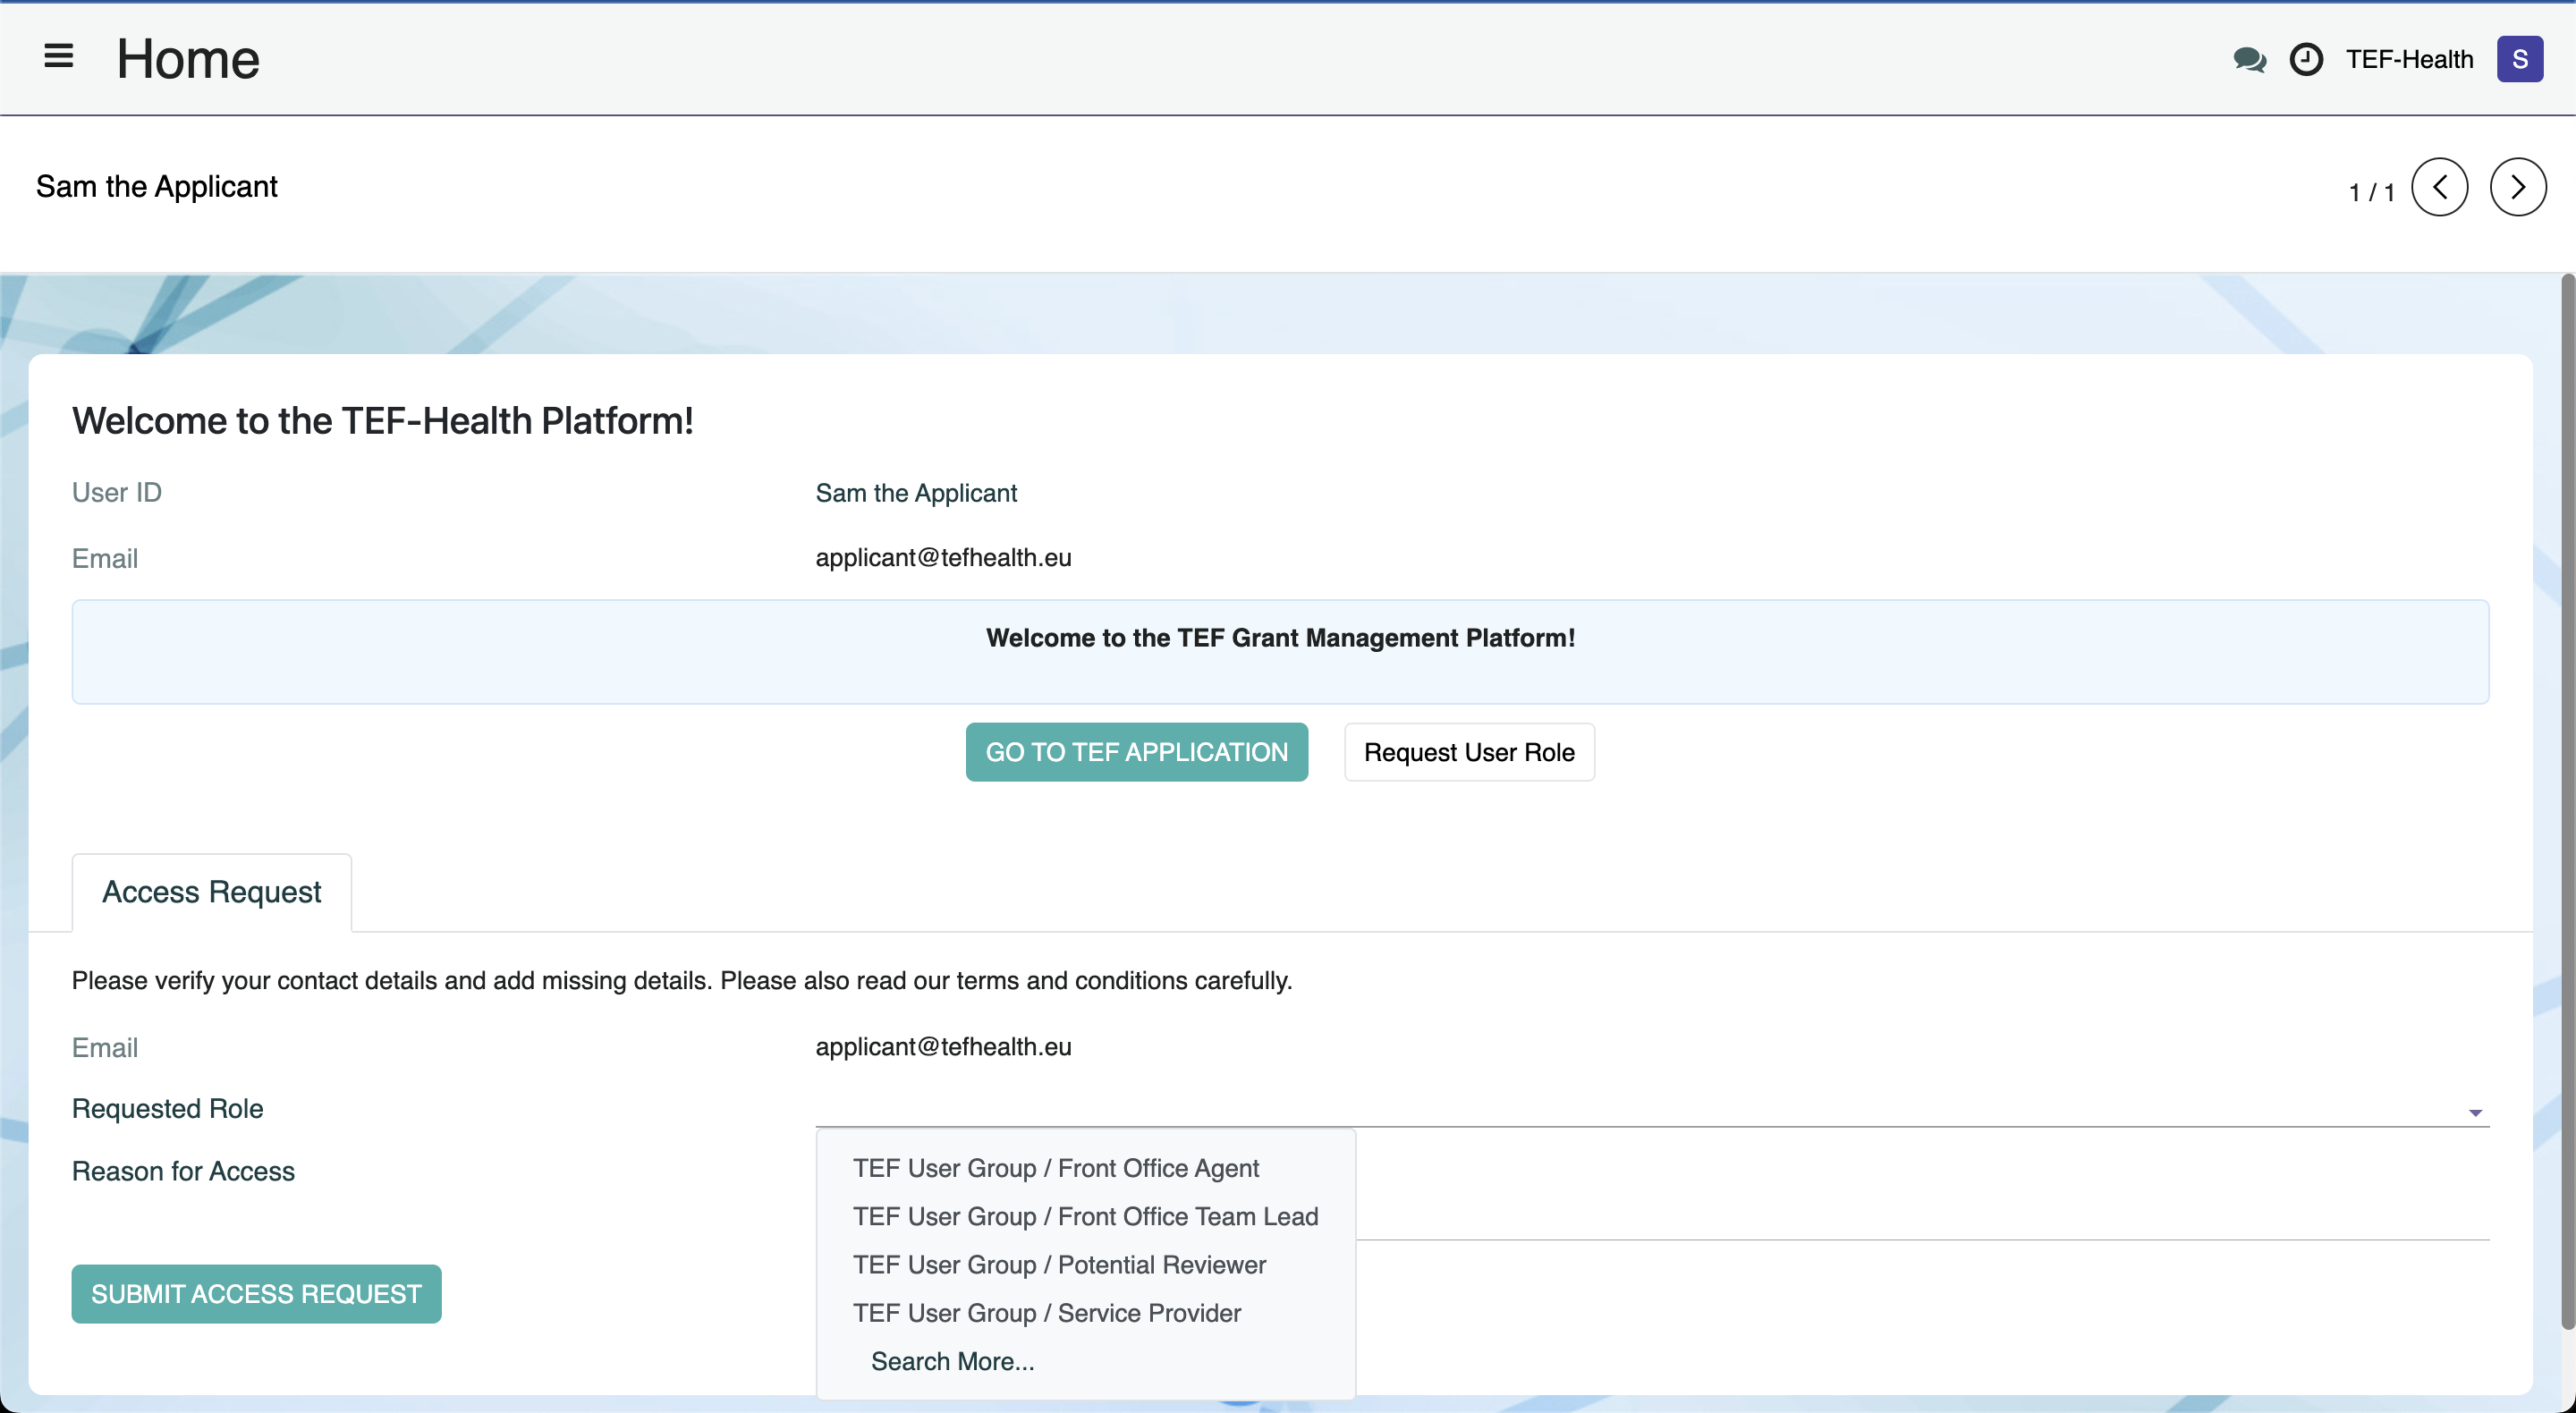 Home
TEF-Health
S
Sam the Applicant
1 / 1
Welcome to the TEF-Health Platform!
User ID
Sam the Applicant
Email
applicant@tefhealth.eu
Welcome to the TEF Grant Management Platform!
GO TO TEF APPLICATION
Request User Role
Access Request
Please verify your contact details and add missing details. Please also read our terms and conditions carefully.
Email
applicant@tefhealth.eu
Requested Role
TEF User Group / Front Office Agent
TEF User Group / Front Office Team Lead
TEF User Group / Potential Reviewer
TEF User Group / Service Provider
Search More...
Reason for Access
SUBMIT ACCESS REQUEST